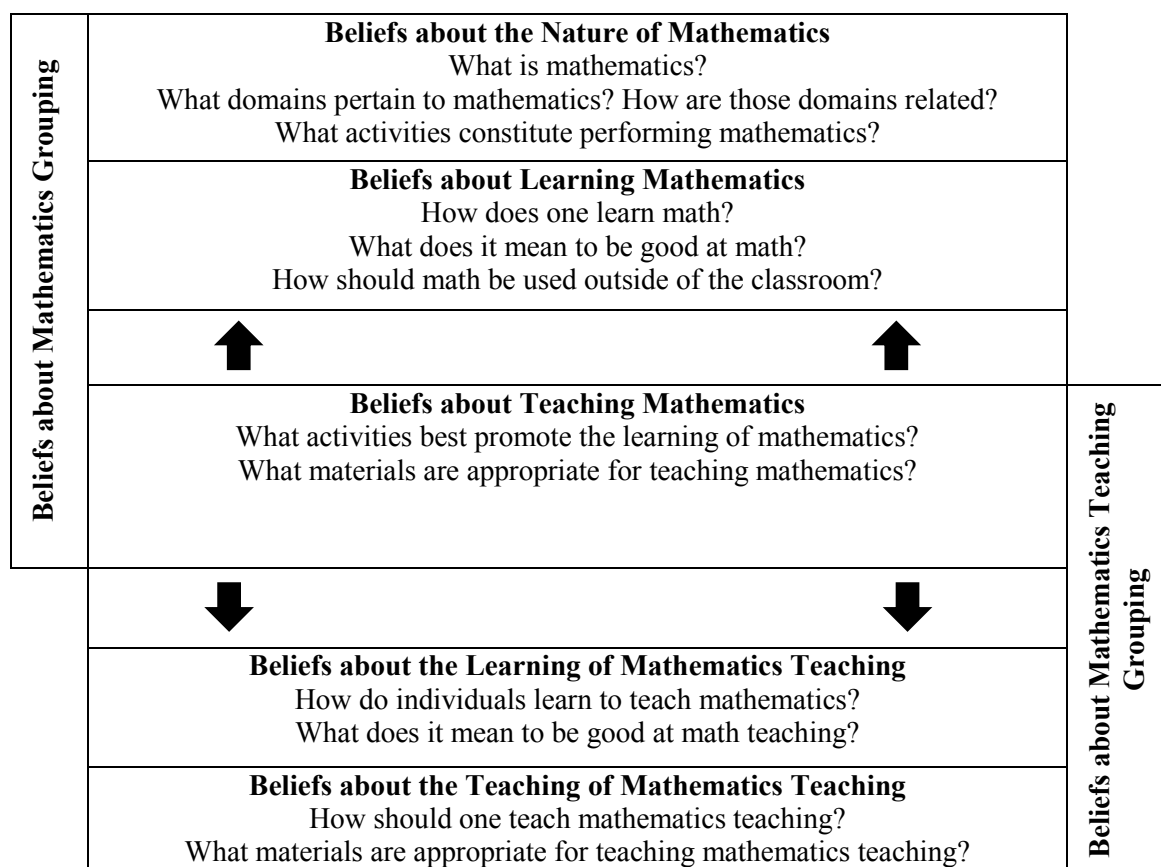 Beliefs about Mathematics Grouping
Beliefs about the Nature of Mathematics
What is mathematics?
What domains pertain to mathematics? How are those domains related?
What activities constitute performing mathematics?
Beliefs about Learning Mathematics
How does one learn math?
What does it mean to be good at math?
How should math be used outside of the classroom?
Beliefs about Teaching Mathematics
What activities best promote the learning of mathematics?
What materials are appropriate for teaching mathematics?
Beliefs about Mathematics Teaching
Grouping
Beliefs about the Learning of Mathematics Teaching
How do individuals learn to teach mathematics?
What does it mean to be good at math teaching?
Beliefs about the Teaching of Mathematics Teaching
How should one teach mathematics teaching?
What materials are appropriate for teaching mathematics teaching?